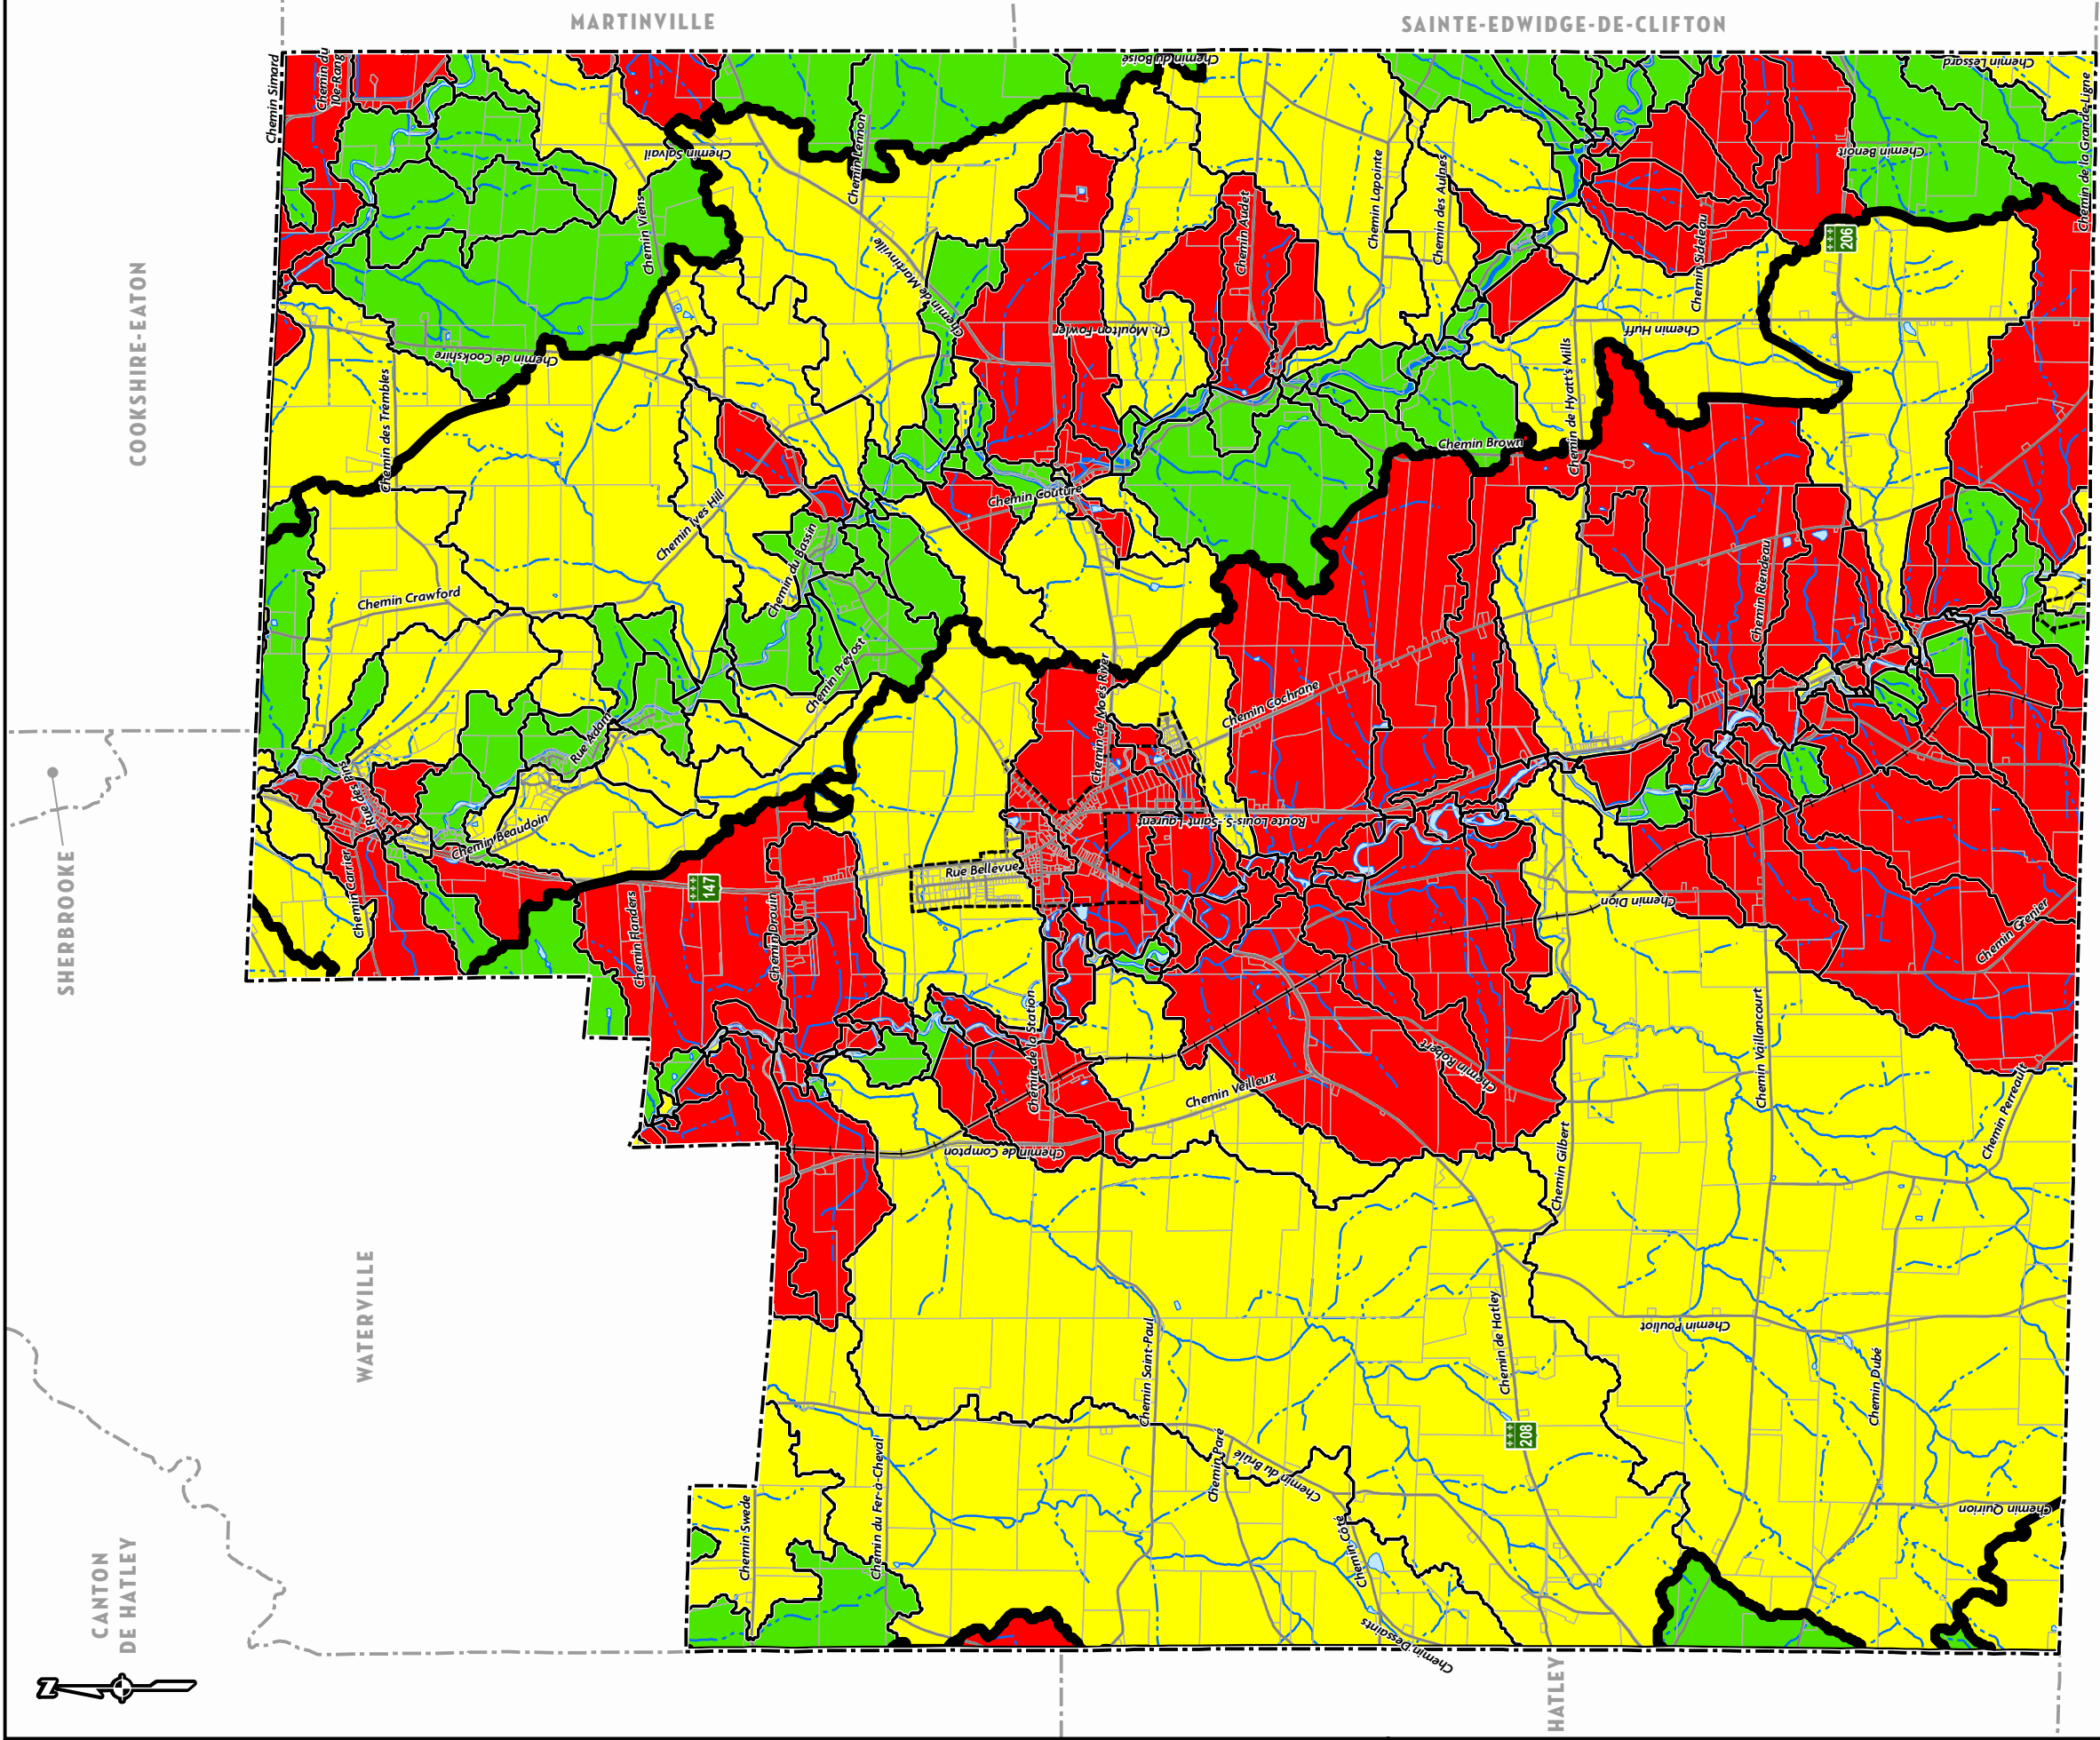 MARTINVILLE
SAINTE-EDWIDGE-DE-CLIFTON
Chemin Simard
Chemin du
10e-Rang
Chemin du Boisé
Chemin Lessard
Chemin de la Grande-Ligne
Chemin Salvail
Chemin Lennon
Chemin Benoit
Chemin Viens
Chemin de Martinville
Chemin Audet
Chemin Lapointe
Chemin des Aulnes
Chemin Sideleau
206
COOKSHIRE-EATON
Ch. Moulton-Fowler
Chemin Huff
Chemin de Cookshire
Chemin des Trembles
Chemin de Hyatt's Mills
Chemin Brown
Chemin Couture
Chemin Ives Hill
Chemin du Bassin
Chemin Riendeau
Chemin Crawford
Chemin Prévost
Chemin de Moe's River
Chemin Cochrane
Rue Adam
Rue des Pins
Route Louis-S.-Saint-Laurent
Chemin Beaudoin
Rue Bellevue
147
Chemin Carrier
Chemin Flanders
Chemin Drouin
Chemin Dion
Chemin Grenier
SHERBROOKE
Chemin de la Station
Chemin Vaillancourt
Chemin Robert
Chemin Veilleux
Chemin Perreault
Chemin de Compton
Chemin Gilbert
WATERVILLE
Chemin Saint-Paul
Chemin de Hatley
Chemin Pouliot
Chemin Dubé
208
Chemin Paré
Chemin du Brûlé
Chemin du Fer-à-Cheval
Chemin Swede
Chemin Côté
Chemin Quirion
CANTON
DE HATLEY
Chemin Dessaints
HATLEY
N